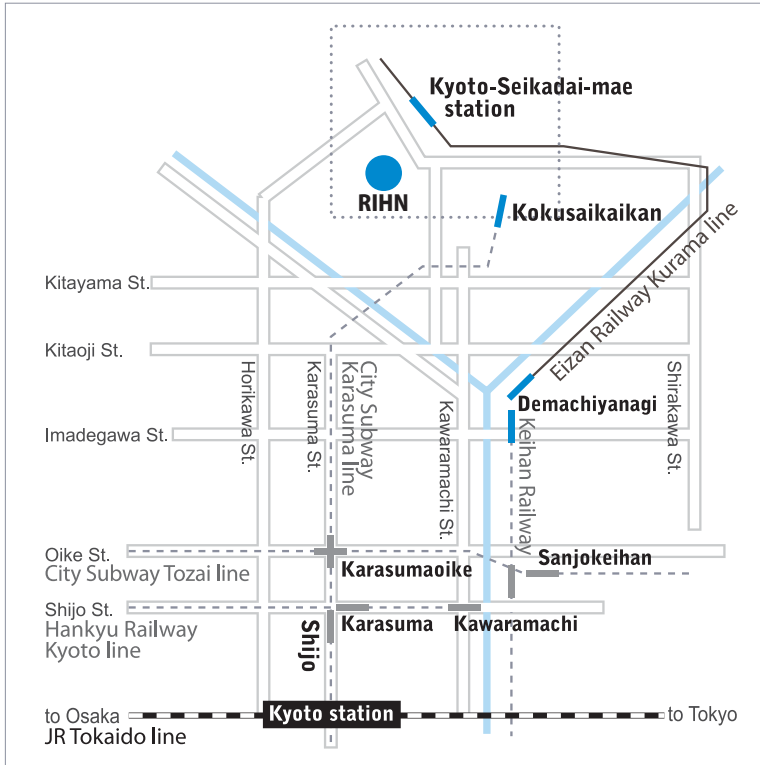 Kyoto-Seikadai-mae
station
RIHN
Kokusaikaikan
Eizan Railway Kurama line
Kitayama St.
Kitaoji St.
Horikawa St.
Karasuma St.
City Subway
Karasuma line
Kawaramachi St.
Demachiyanagi
Shirakawa St.
Imadegawa St.
Keihan Railway
Oike St.
City Subway Tozai line
Karasumaoike
Sanjokeihan
Shijo St.
Hankyu Railway
Kyoto line
Shijo
Karasuma
Kawaramachi
to Osaka
Kyoto station
to Tokyo
JR Tokaido line